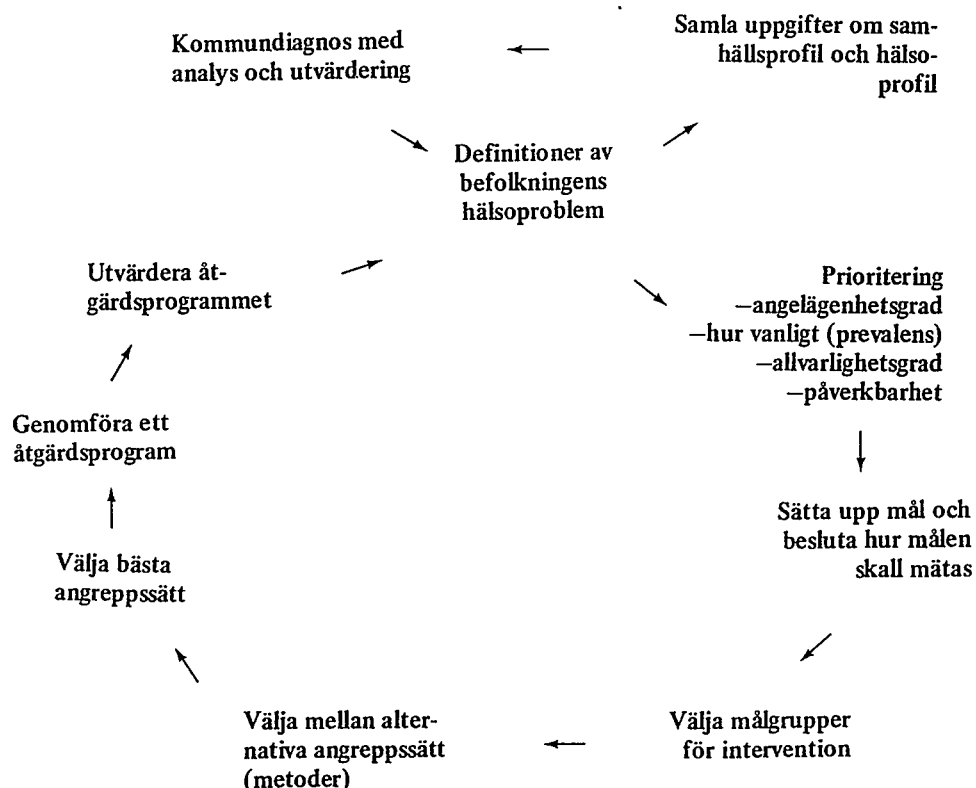 Kommundiagnos med
analys och utvärdering
Samla uppgifter om sam-
hällsprofil och hälso-
profil
Definitioner av
befolkningens
hälsoproblem
Utvärdera åt-
gärdsprogrammet
Prioritering
—angelägenhetsgrad
—hur vanligt (prevalens)
—allvarlighetsgrad
—påverkbarhet
Genomföra ett
åtgärdsprogram
Sätta upp mål och
besluta hur målen
skall mätas
Välja bästa
angreppssätt
Välja mellan alter-
nativa angreppssätt
(metoder)
Välja målgrupper
för intervention